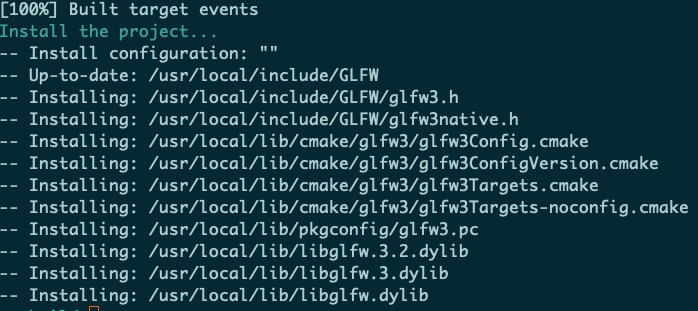 [100%] Built target events
Install the project...
-- Install configuration: ""
-- Up-to-date: /usr/local/include/GLFW
-- Installing: /usr/local/include/GLFW/glfw3.h
-- Installing: /usr/local/include/GLFW/glfw3native.h
-- Installing: /usr/local/lib/cmake/glfw3/glfw3Config.cmake
-- Installing: /usr/local/lib/cmake/glfw3/glfw3ConfigVersion.cmake
-- Installing: /usr/local/lib/cmake/glfw3/glfw3Targets.cmake
-- Installing: /usr/local/lib/cmake/glfw3/glfw3Targets-noconfig.cmake
-- Installing: /usr/local/lib/pkgconfig/glfw3.pc
-- Installing: /usr/local/lib/libglfw.3.2.dylib
-- Installing: /usr/local/lib/libglfw.3.dylib
-- Installing: /usr/local/lib/libglfw.dylib